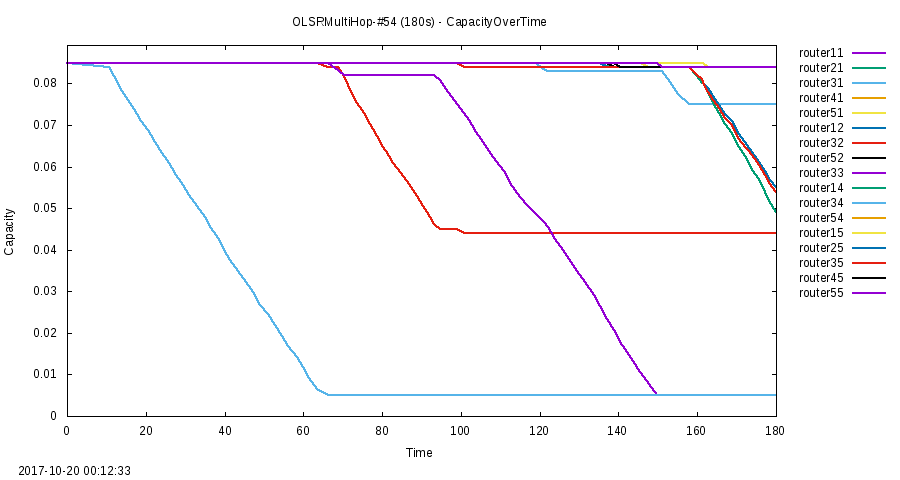 OLSRMultiHop-#54 (180s) - CapacityOverTime
Capacity
0.08
0.07
0.06
0.05
0.04
0.03
0.02
0.01
0
0 20 40 60 80 100 120 140 160 180
Time
router11
router21
router31
router41
router51
router12
router32
router52
router33
router14
router34
router54
router15
router25
router35
router45
router55
2017-10-20 00:12:33